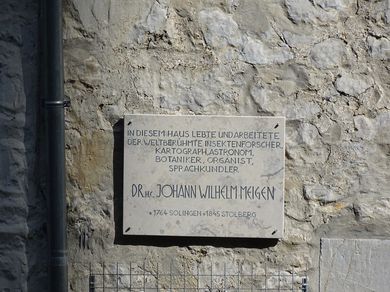 IN DIESEM HAUS LEBTE UND ARBEITETE
DER WELTBERÜHMTE INSEKTENFORSCHER,
KARTOGRAPH, ASTRONOM,
BOTANIKER, ORGANIST,
SPRACHKUNDLER
DR. HC. JOHANN WILHELM MEIGEN
* 1764 SOLINGEN + 1845 STOLBERG